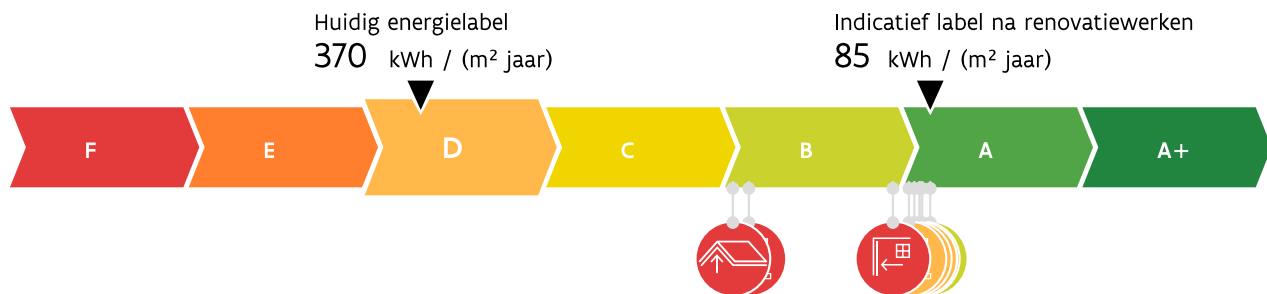 Huidig energielabel
370 kWh / (m² jaar)
Indicatief label na renovatiewerken
85 kWh / (m² jaar)
F E D C B A A+